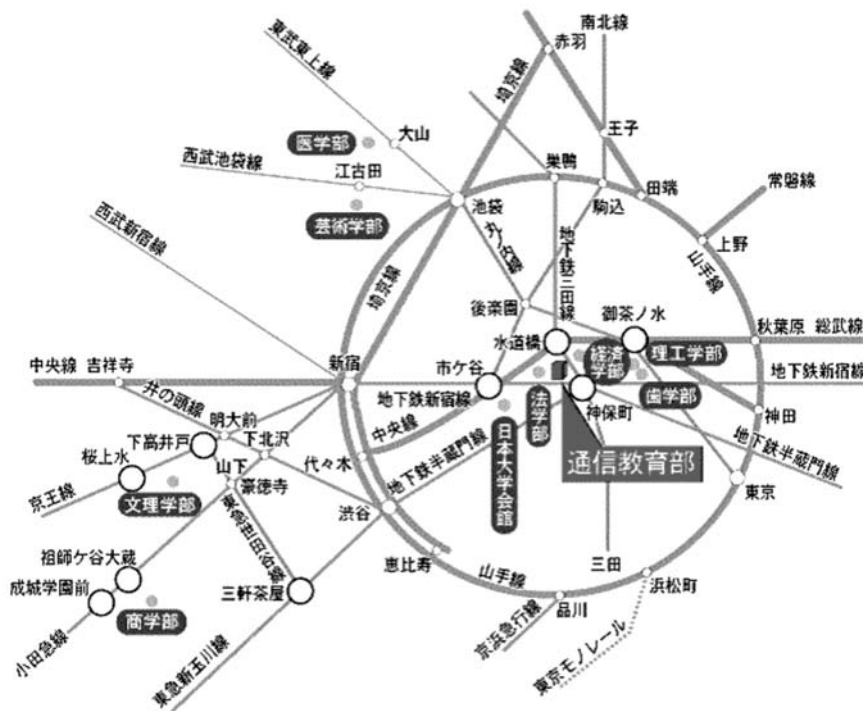 南北線
赤羽
東武東上線
埼京線
王子
医学部
大山
巣鴨
西武池袋線
江古田
田端
常磐線
駒込
池袋
芸術学部
上野
西武新宿線
丸ノ内線
地下鉄三田線
山手線
埼京線
後楽園
御茶ノ水
秋葉原 総武線
水道橋
経済学部
理工学部
新宿
中央線 吉祥寺
市ケ谷
地下鉄新宿線
地下鉄新宿線
井の頭線
法学部
歯学部
神保町
神田
明大前
中央線
下高井戸
下北沢
日本大学会館
地下鉄半蔵門線
桜上水
山下
代々木
地下鉄半蔵門線
通信教育部
京王線
文理学部
豪徳寺
東京
渋谷
東急世田谷線
祖師ケ谷大蔵
恵比寿
三田
成城学園前
三軒茶屋
山手線
浜松町
商学部
品川
小田急線
京浜急行線
東急新玉川線
東京モノレール